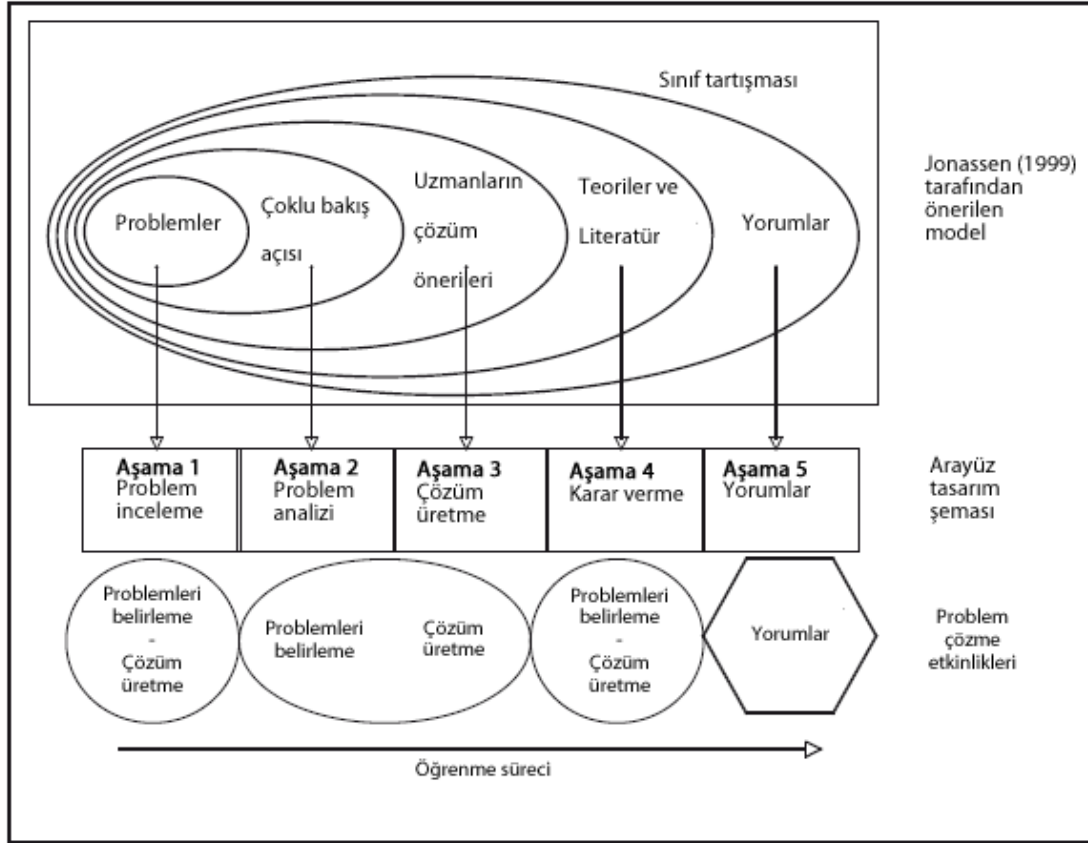 Sınıf tartışması
Problemler
Çoklu bakış
açısı
Uzmanların
çözüm
önerileri
Teoriler ve
Literatür
Yorumlar
Jonassen (1999)
tarafından
önerilen
model
Aşama 1
Problem
inceleme
Aşama 2
Problem
analizi
Aşama 3
Çözüm
üretme
Aşama 4
Karar verme
Aşama 5
Yorumlar
Arayüz
tasarım
şeması
Problemleri
belirleme
-
Çözüm
üretme
Problemleri
belirleme
Çözüm
üretme
Problemleri
belirleme
-
Çözüm
üretme
Yorumlar
Problem
çözme
etkinlikleri
Öğrenme süreci